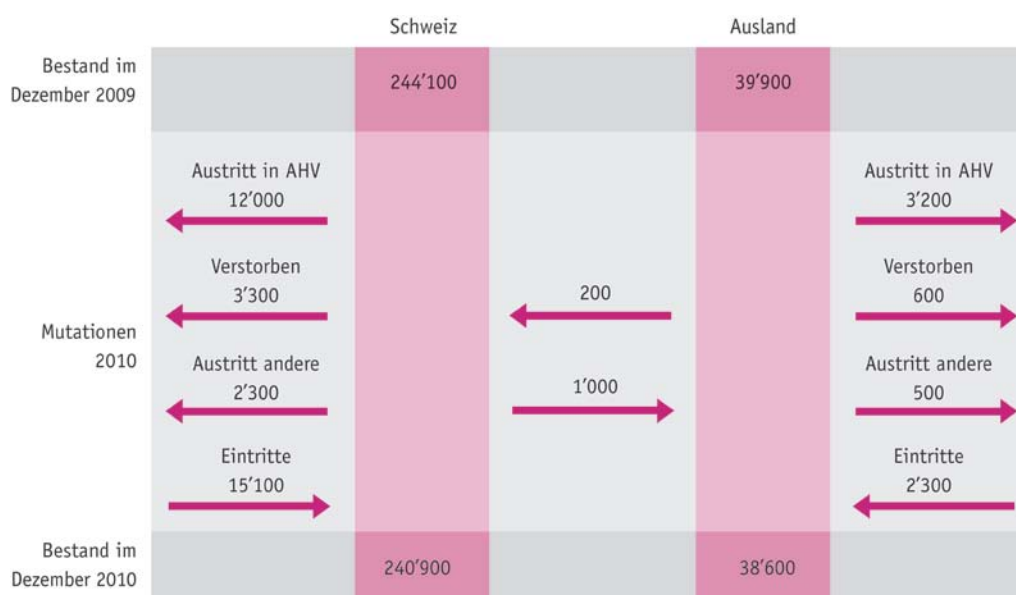 Schweiz
Ausland
Bestand im
Dezember 2009
244’100
39’900
Austritt in AHV
12’000
Austritt in AHV
3’200
Verstorben
3’300
200
Verstorben
600
Mutationen
2010
Austritt andere
2’300
1’000
Austritt andere
500
Eintritte
15’100
Eintritte
2’300
Bestand im
Dezember 2010
240’900
38’600